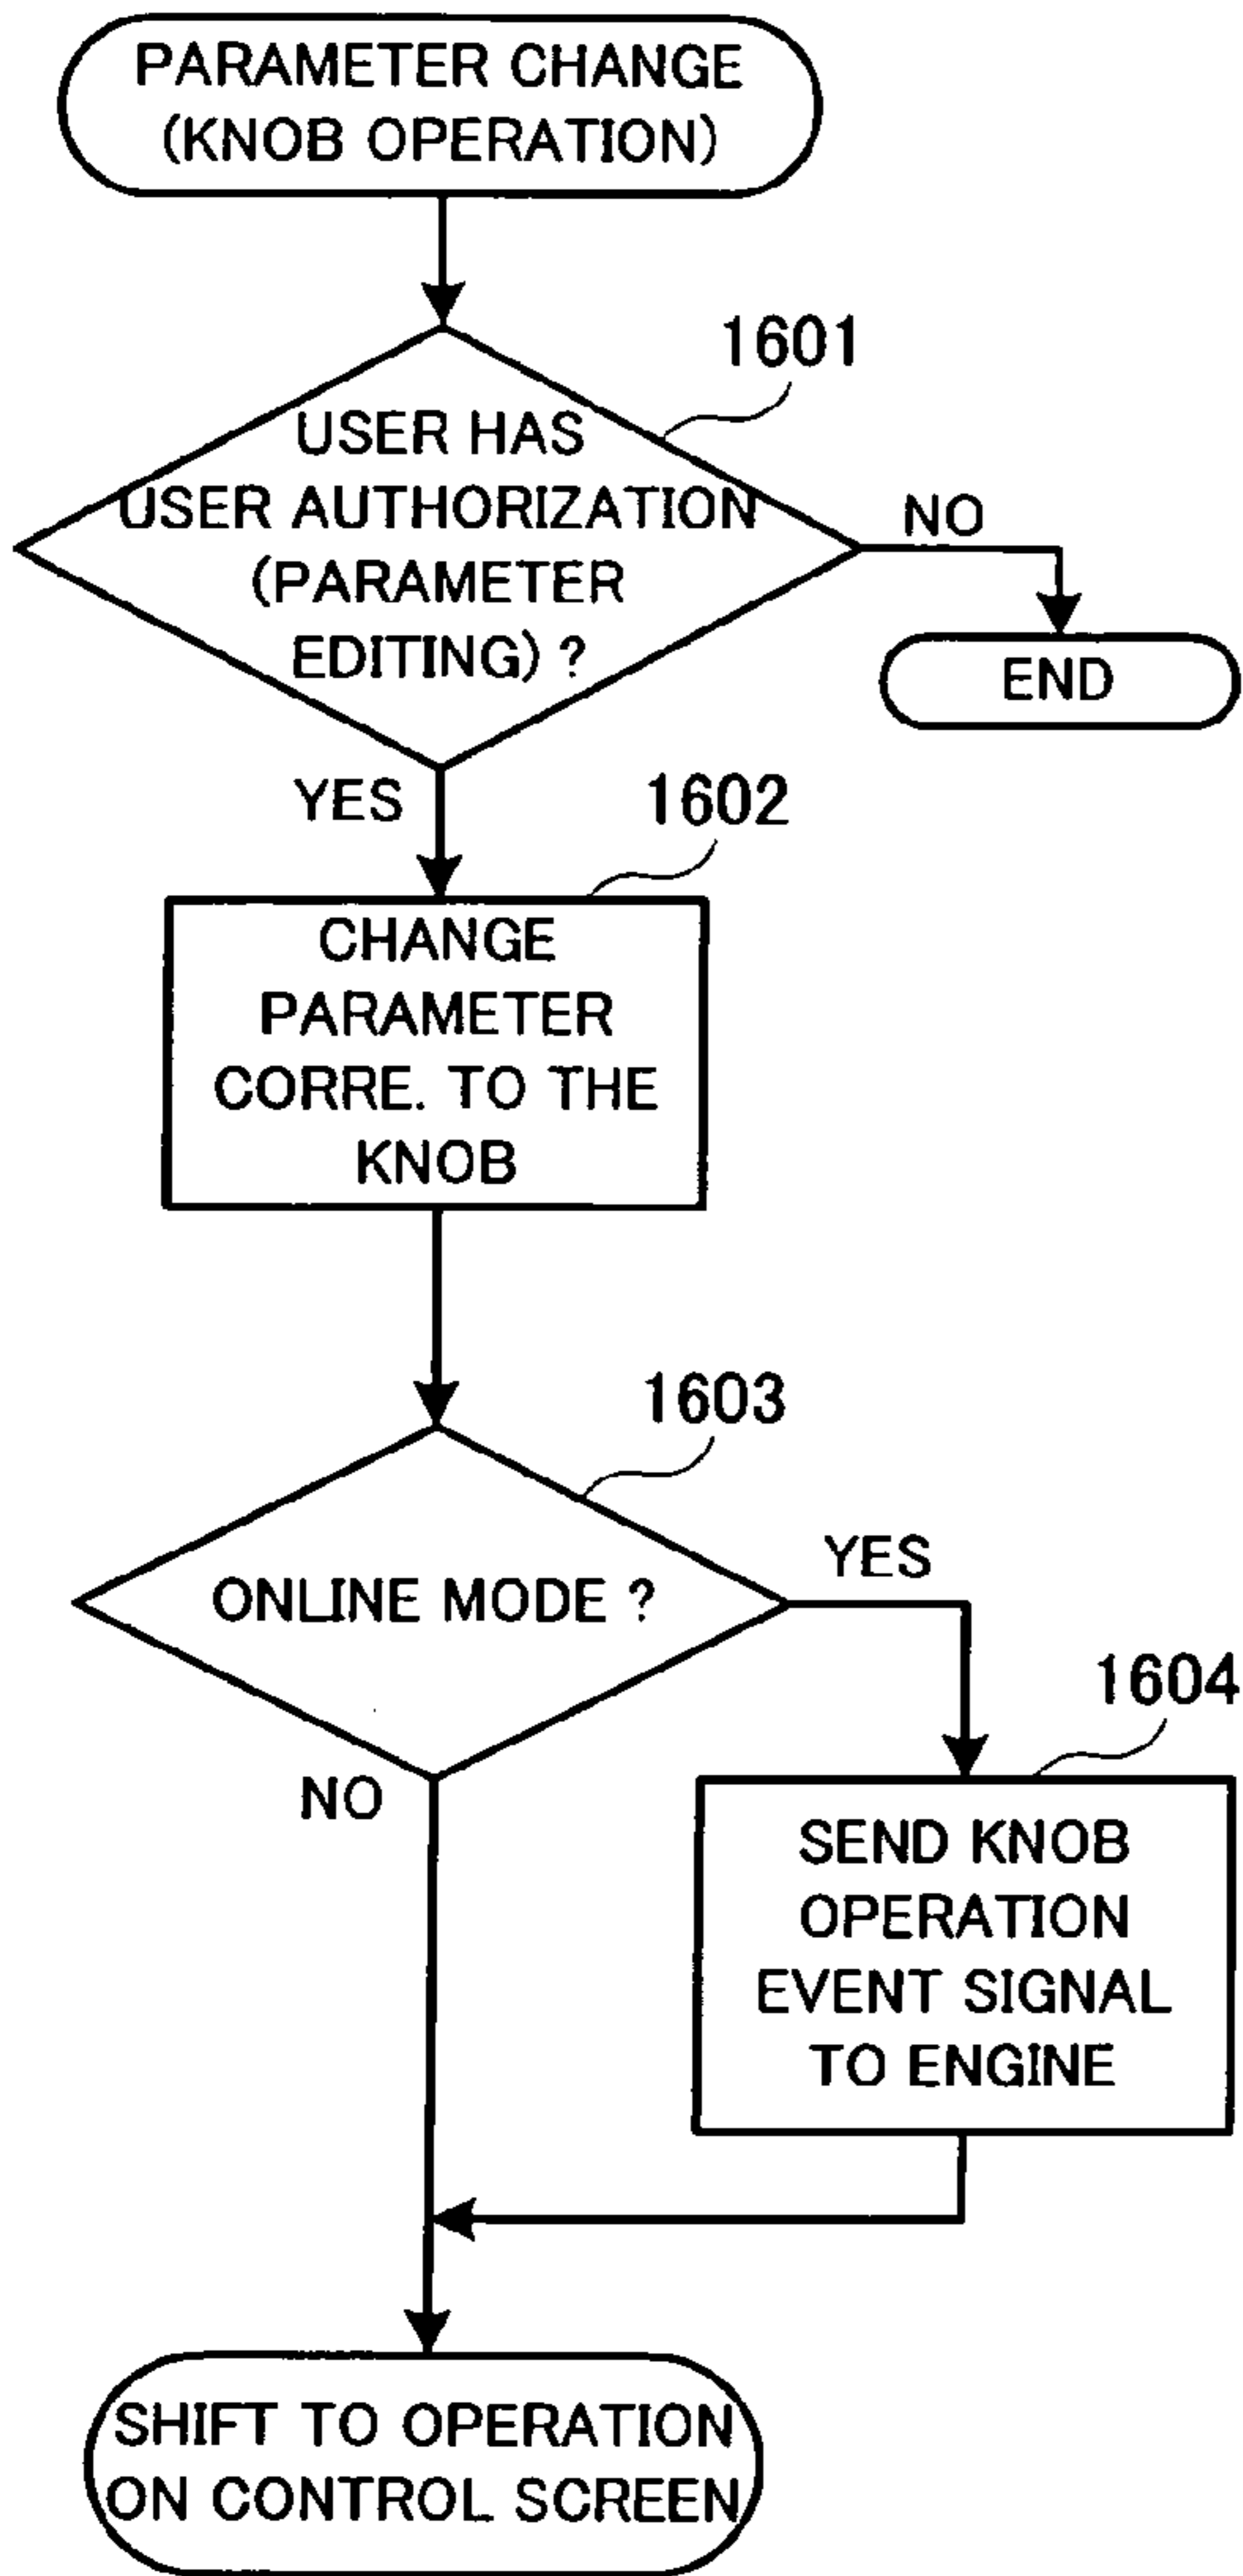 PARAMETER CHANGE
(KNOB OPERATION)
1601
USER HAS
USER AUTHORIZATION
(PARAMETER
EDITING) ?
NO
END
YES
1602
CHANGE
PARAMETER
CORRE. TO THE
KNOB
1603
ONLINE MODE ?
YES
NO
1604
SEND KNOB
OPERATION
EVENT SIGNAL
TO ENGINE
SHIFT TO OPERATION
ON CONTROL SCREEN